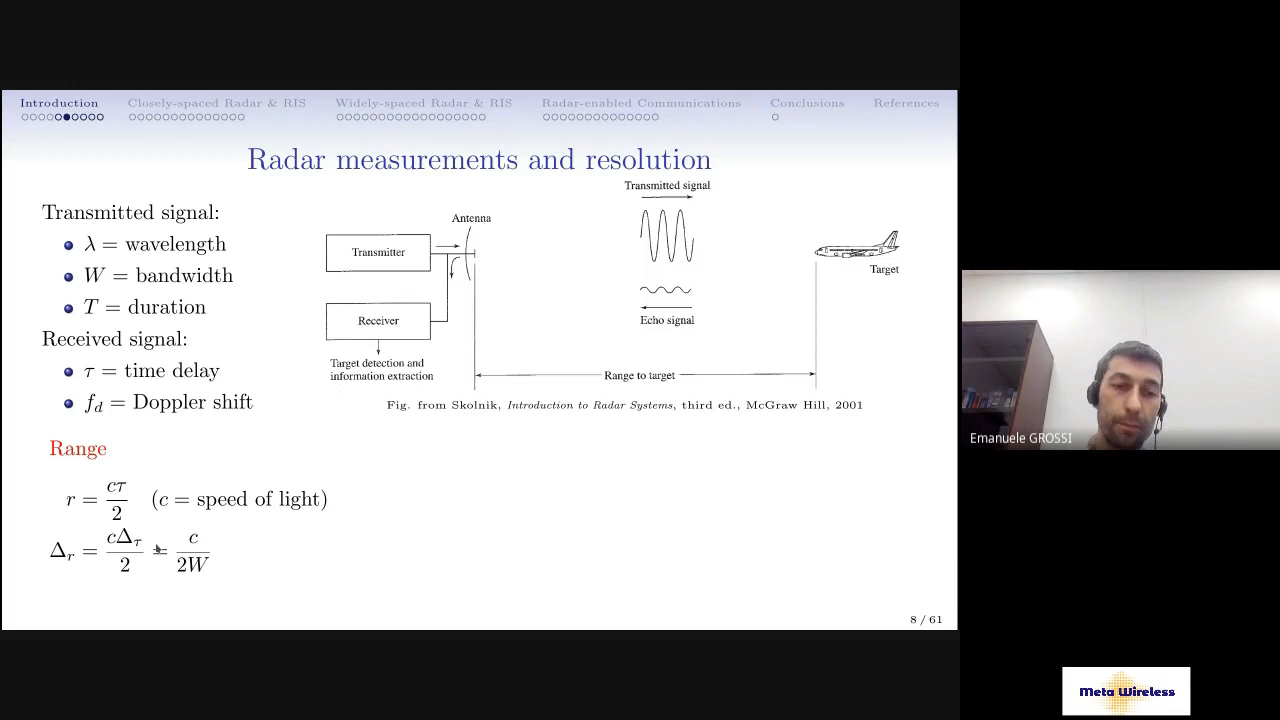 Introduction Closely-spaced Radar & RIS Widely-spaced Radar & RIS Radar-enabled Communications Conclusions References
Radar measurements and resolution
Transmitted signal:
λ = wavelength
W = bandwidth
T = duration
Received signal:
τ = time delay
f_d = Doppler shift
Transmitted signal
Antenna
Transmitter
Target
Receiver
Echo signal
Target detection and
information extraction
Range to target
Fig. from Skolnik, Introduction to Radar Systems, third ed., McGraw Hill, 2001
Range
r = cτ/2 (c = speed of light)
Δ_r = cΔ_τ/2 = c/2W
8 / 61
Emanuele GROSSI
Meta Wireless